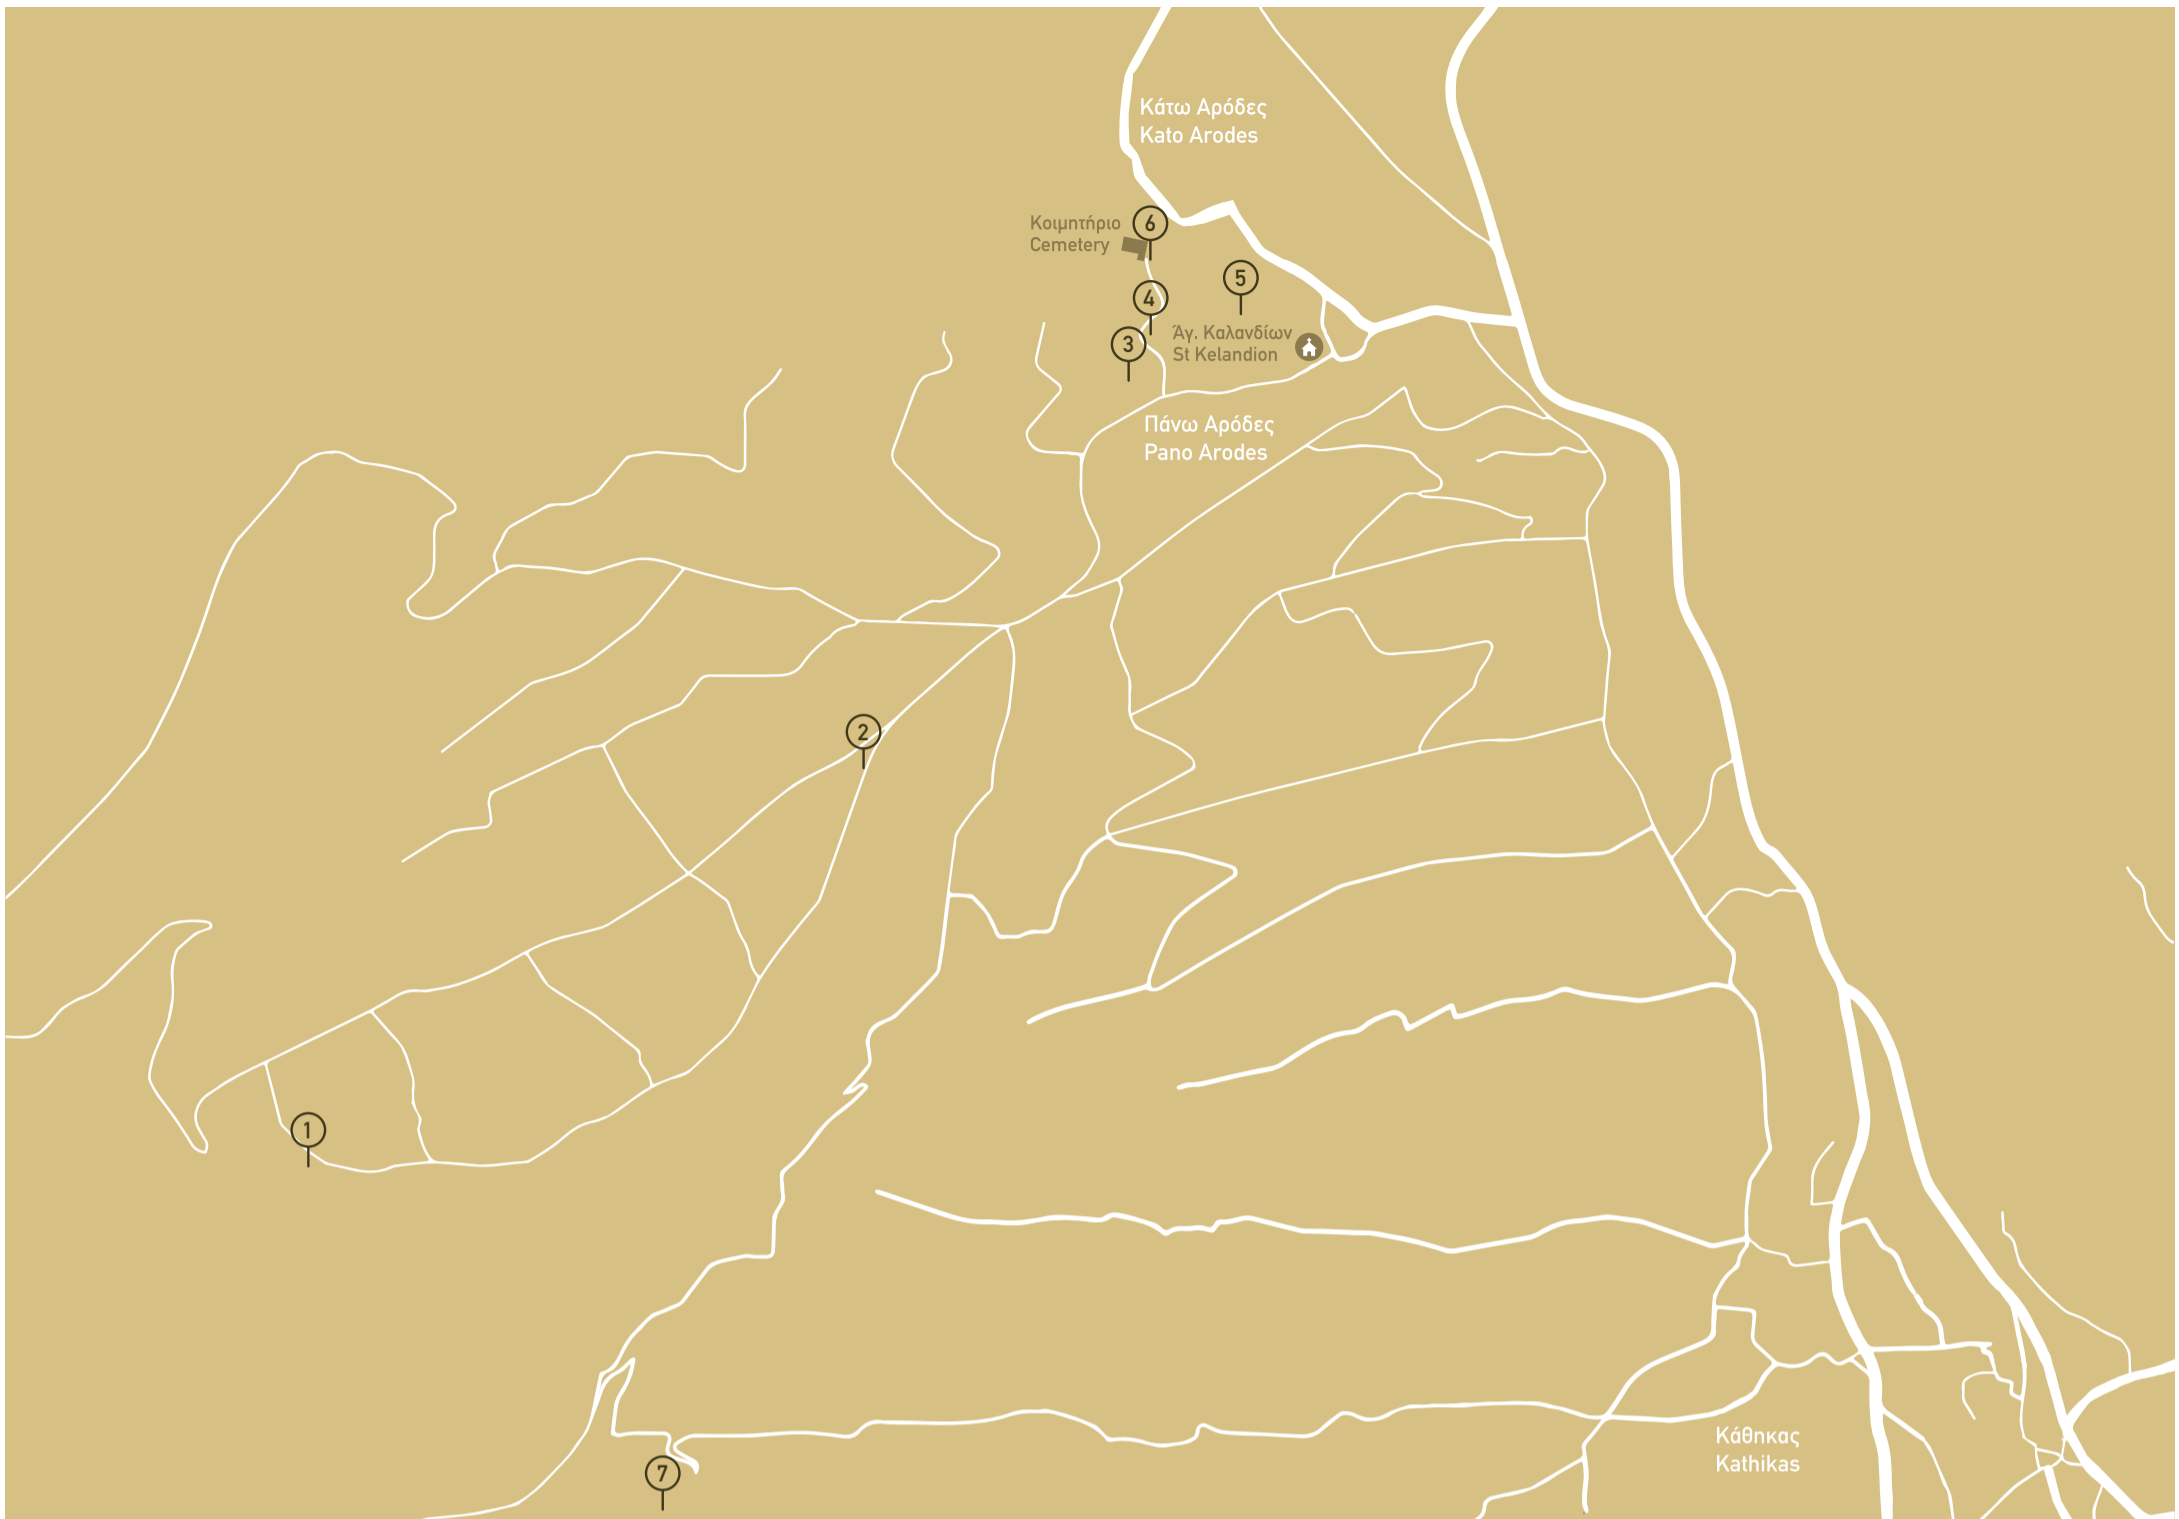 Κάτω Αρόδες
Kato Arodes
Κοιμητήριο
Cemetery
6
5
4
Άγ. Καλανδίων
St Kelandion
3
Πάνω Αρόδες
Pano Arodes
2
1
Κάθηκας
Kathikas
7